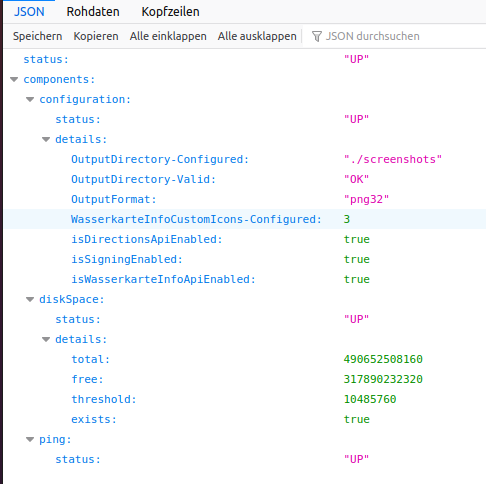 JSON Rohdaten Kopfzeilen
Speichern Kopieren Alle einklappen Alle ausklappen JSON durchsuchen
status: "UP"
components:
configuration:
status: "UP"
details:
OutputDirectory-Configured: "./screenshots"
OutputDirectory-Valid: "OK"
OutputFormat: "png32"
WasserkarteInfoCustomIcons-Configured: 3
isDirectionsApiEnabled: true
isSigningEnabled: true
isWasserkarteInfoApiEnabled: true
diskSpace:
status: "UP"
details:
total: 490652508160
free: 317890232320
threshold: 10485760
exists: true
ping:
status: "UP"